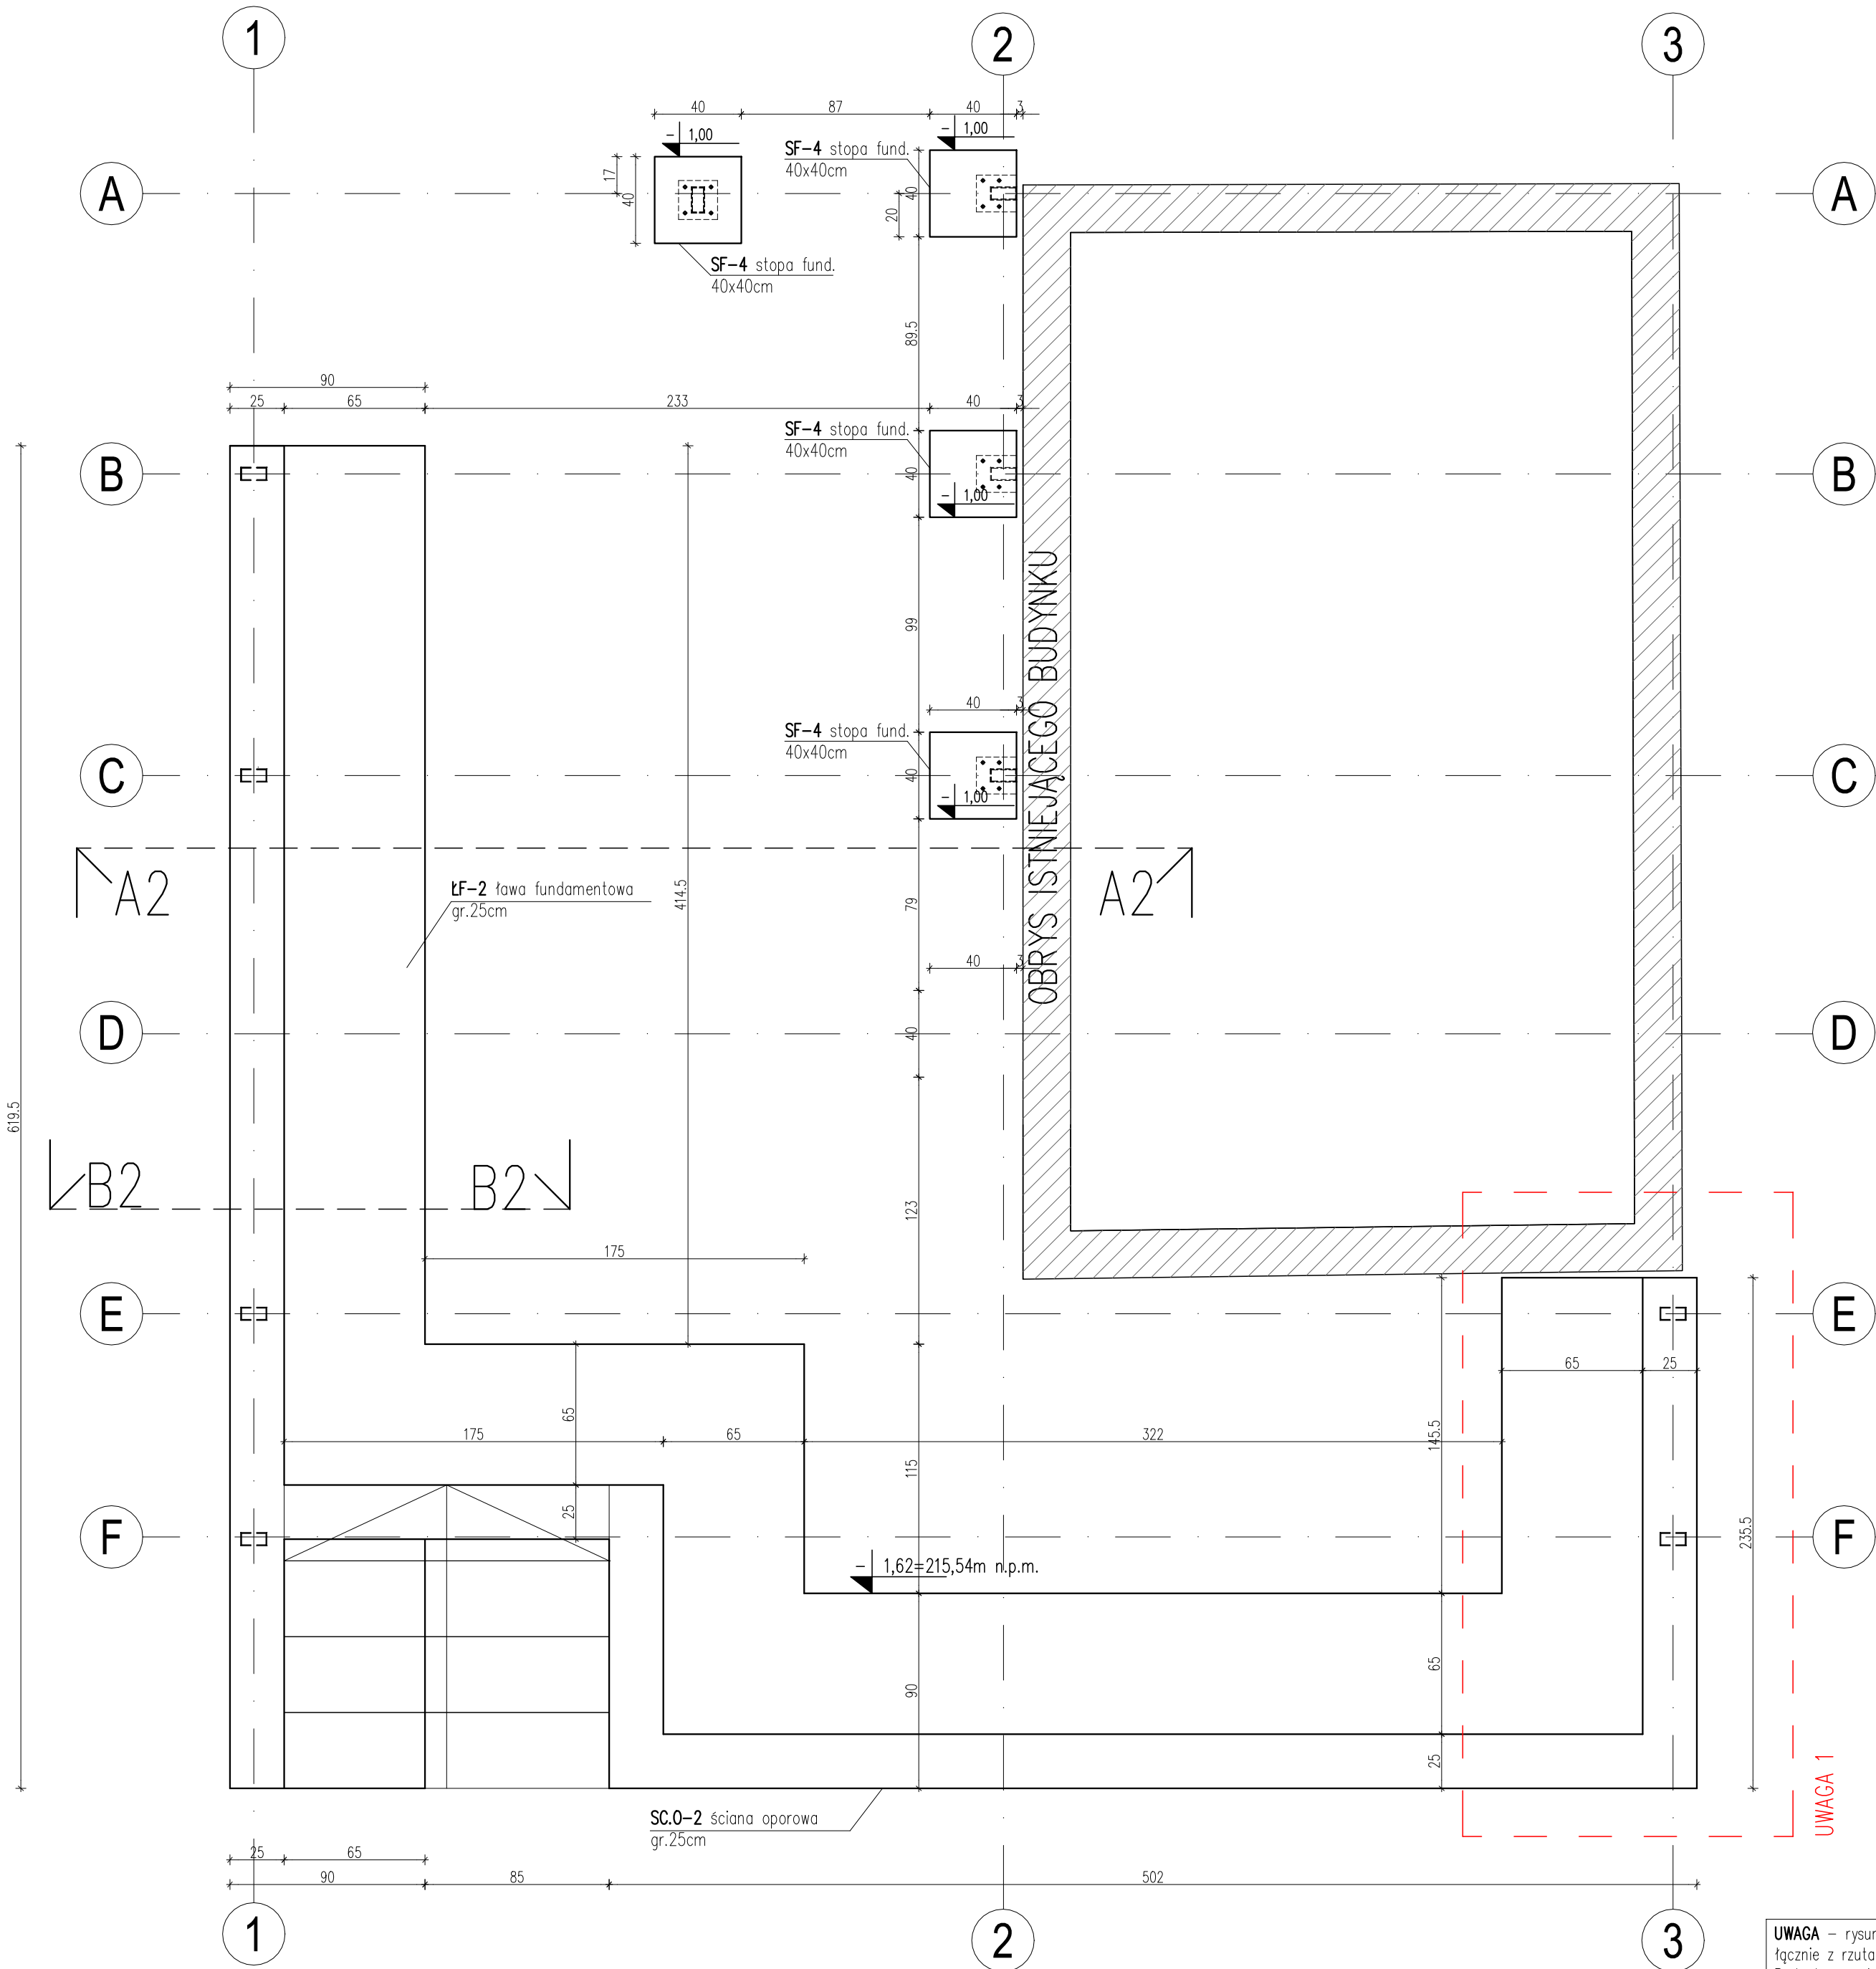 1
2
3
40
87
40
3
- 1,00
- 1,00
SF-4 stopa fund.
40x40cm
17
40
40
20
A
A
SF-4 stopa fund.
40x40cm
89.5
90
25
65
233
40
3
SF-4 stopa fund.
40x40cm
B
40
- 1,00
B
OBRYS ISTNIEJĄCEGO BUDYNKU
99
40
3
SF-4 stopa fund.
40x40cm
C
40
- 1,00
C
A2
A2
ŁF-2 ława fundamentowa
gr.25cm
414.5
79
40
3
D
40
D
619.5
B2
B2
123
175
E
E
65
25
65
175
65
322
145.5
115
25
F
F
235.5
- 1,62=215,54m n.p.m.
65
90
25
UWAGA 1
SC.O-2 ściana oporowa
gr.25cm
25
65
90
85
502
1
2
3
UWAGA - rysun
łącznie z rzuta